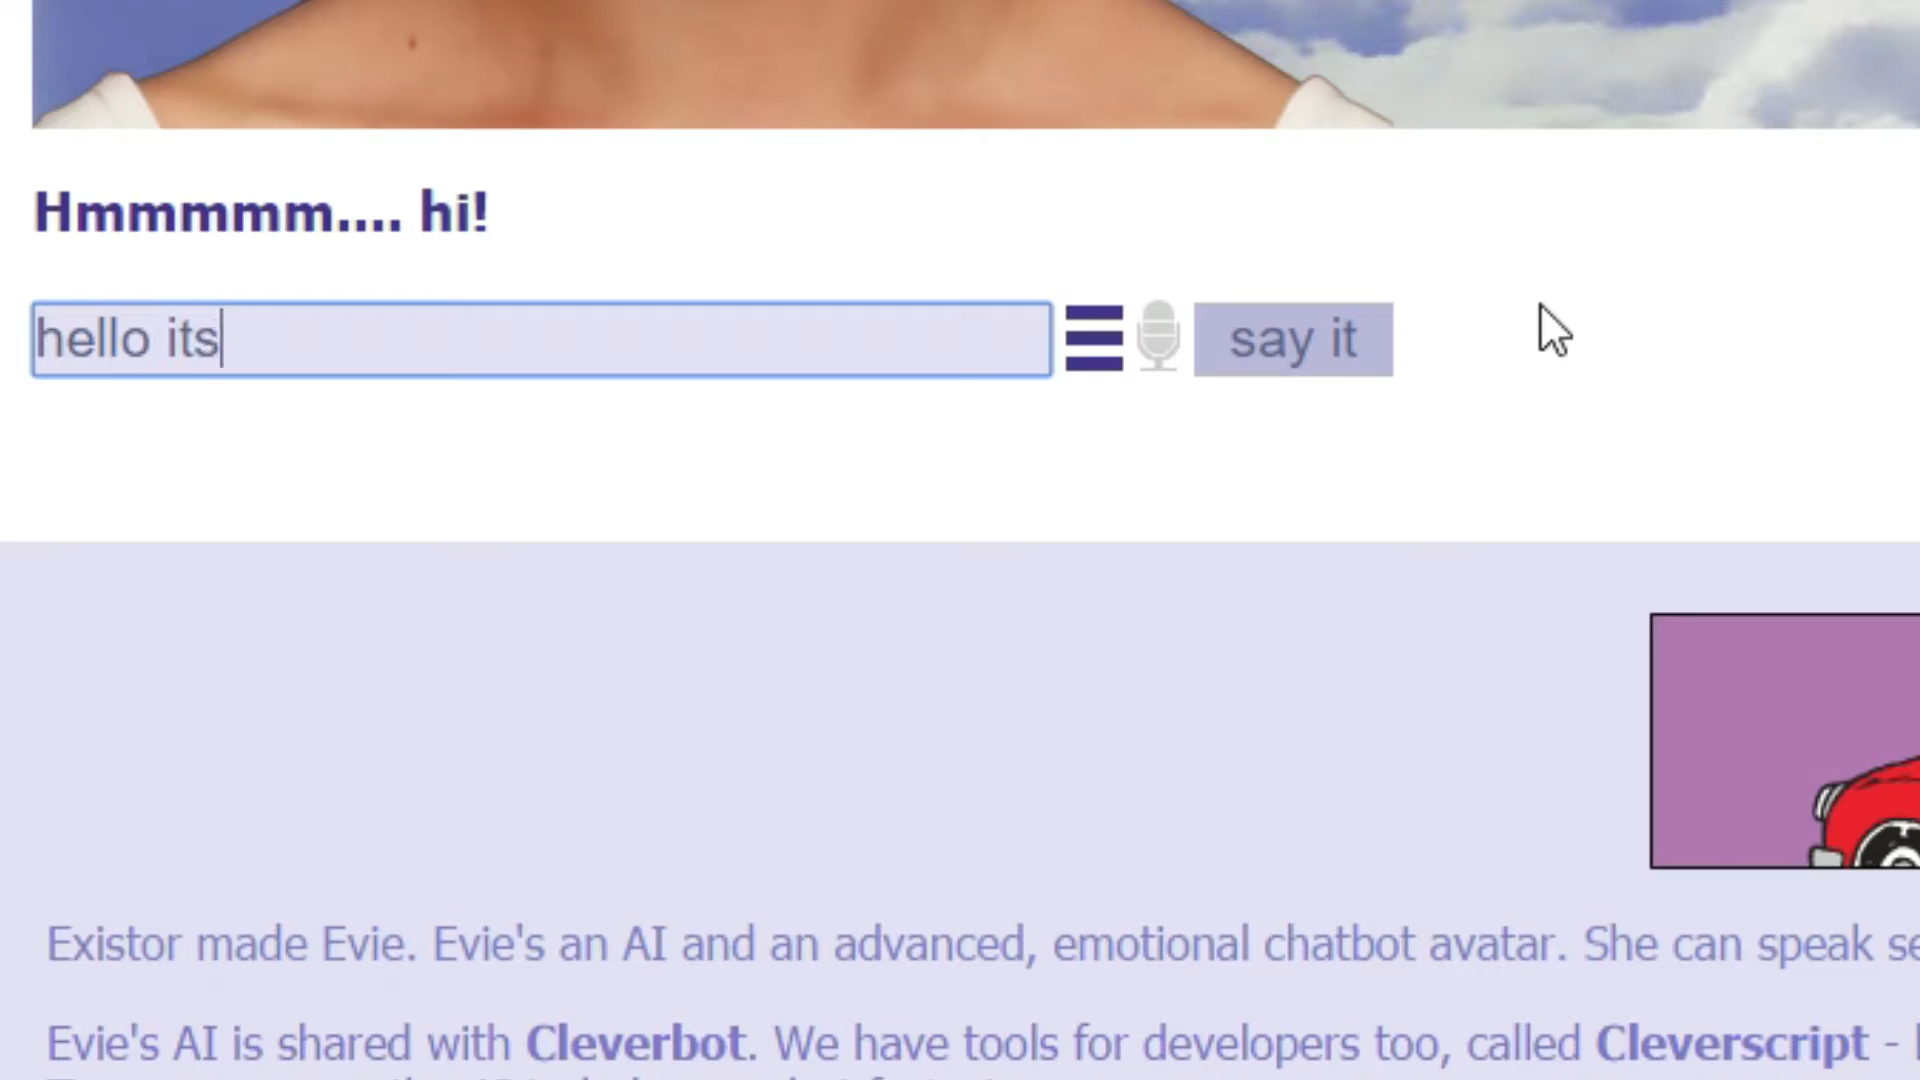 Hmmmmm.... hi!
hello its
say it
Existor made Evie. Evie's an AI and an advanced, emotional chatbot avatar. She can speak
Evie's AI is shared with Cleverbot. We have tools for developers too, called Cleverscript -